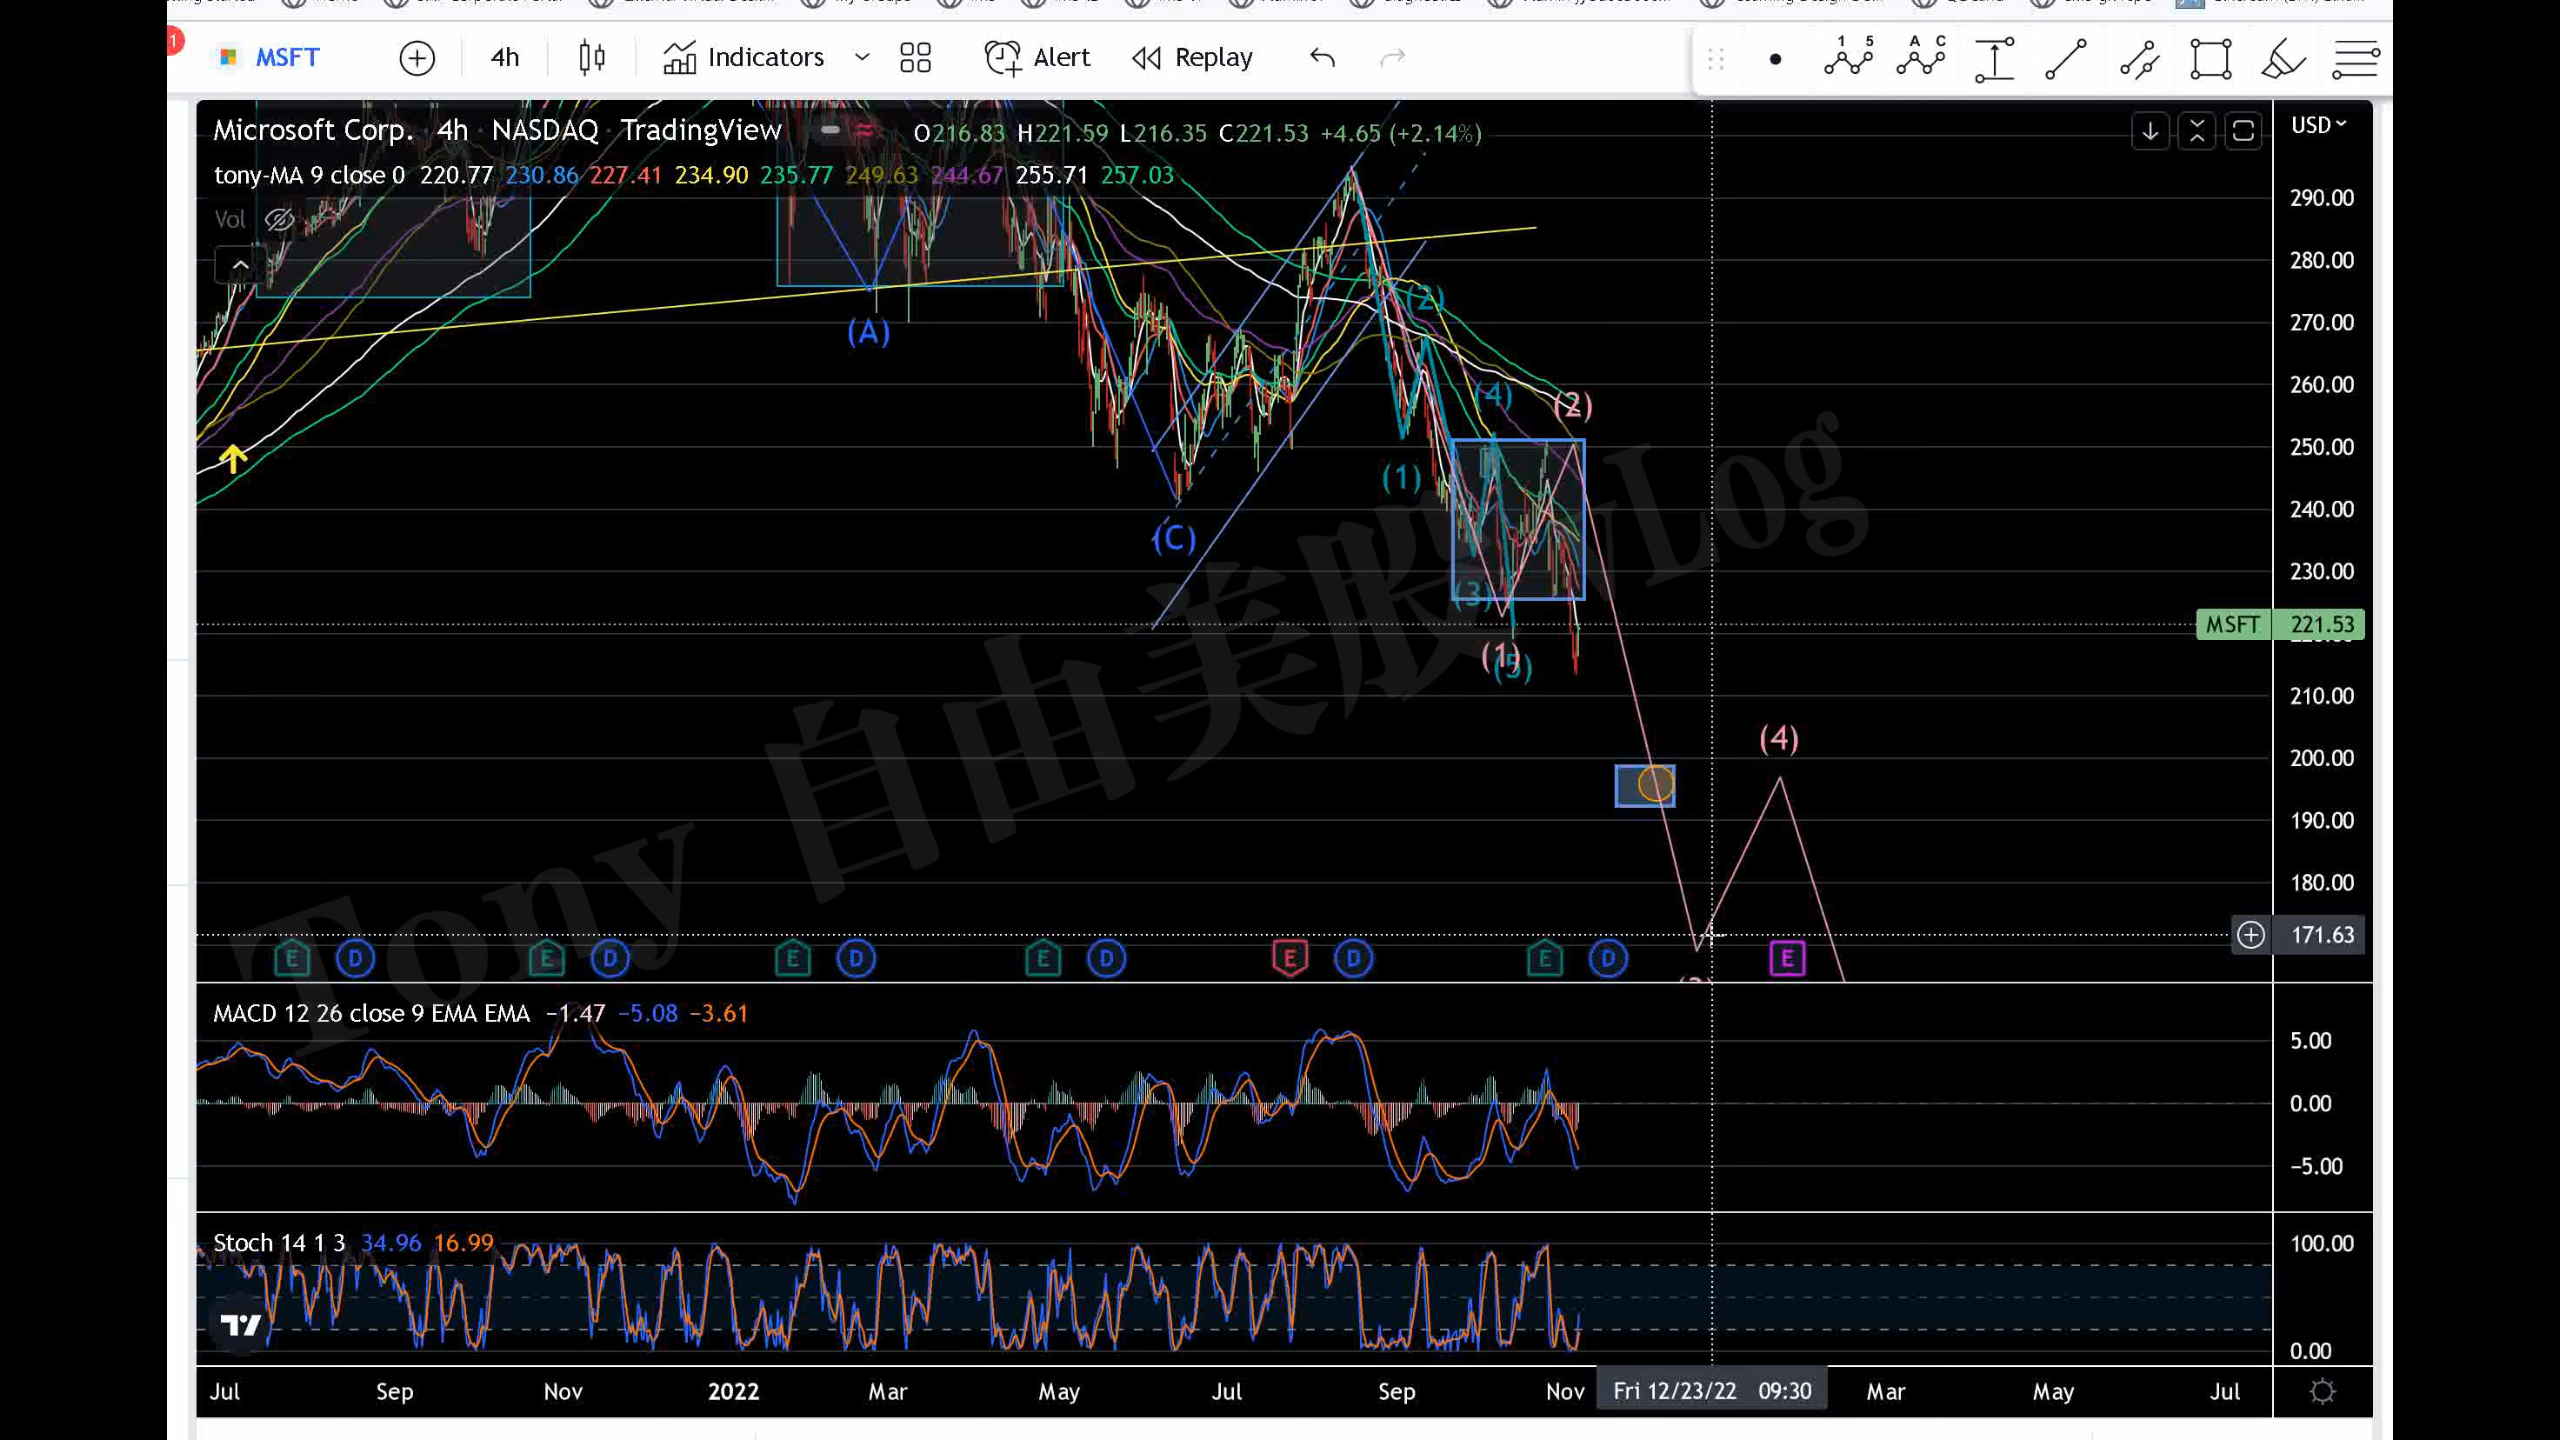 1
MSFT
4h
Indicators
Alert
Replay
1 5
A C
Microsoft Corp. · 4h · NASDAQ · TradingView
O216.83 H221.59 L216.35 C221.53 +4.65 (+2.14%)
USD
tony-MA 9 close 0 220.77 230.86 227.41 234.90 235.77 249.63 244.67 255.71 257.03
Vol
290.00
280.00
270.00
260.00
250.00
240.00
230.00
MSFT 221.53
210.00
200.00
190.00
180.00
171.63
(A)
(C)
(2)
(4)
(2)
(1)
(3)
(1)
(5)
(4)
Tony 自由美股 vLog
E D E D E D E D E D E D E
MACD 12 26 close 9 EMA EMA −1.47 −5.08 −3.61
5.00
0.00
−5.00
Stoch 14 1 3 34.96 16.99
100.00
0.00
Jul Sep Nov 2022 Mar May Jul Sep Nov Fri 12/23/22 09:30 Mar May Jul